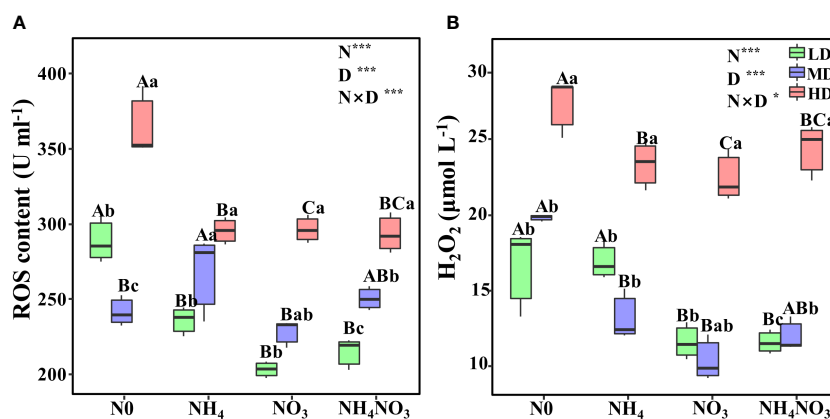 A
ROS content (U ml⁻¹)
400
350
300
250
200
N***
D ***
N×D ***
Ab
Bc
Aa
Bb
Aa
Ba
Bb
Bab
Ca
Bc
ABb
BCa
N0
NH₄
NO₃
NH₄NO₃
B
H₂O₂ (μmol L⁻¹)
30
25
20
15
10
N***
D ***
N×D *
LD
MD
HD
Ab
Ab
Aa
Ab
Bb
Ba
Bb
Bab
Ca
Bc
ABb
BCa
N0
NH₄
NO₃
NH₄NO₃